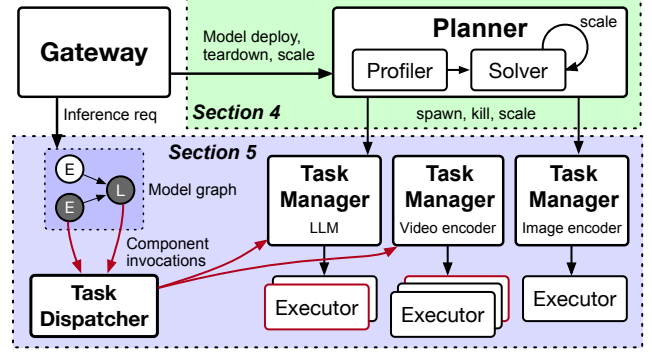 Gateway
Model deploy,
teardown, scale
Planner
Profiler
Solver
scale
Section 4
Inference req
spawn, kill, scale
Section 5
E
E
L
Model graph
Component
invocations
Task
Dispatcher
Task
Manager
LLM
Task
Manager
Video encoder
Task
Manager
Image encoder
Executor
Executor
Executor